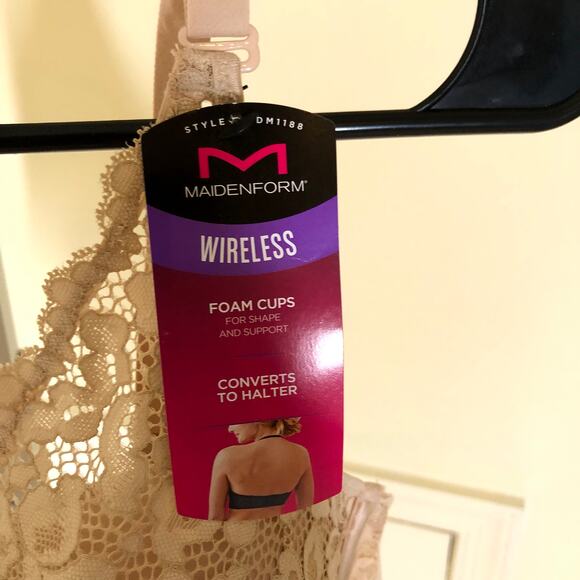 STYLE DM1188
MAIDENFORM®
WIRELESS
FOAM CUPS
FOR SHAPE
AND SUPPORT
CONVERTS
TO HALTER